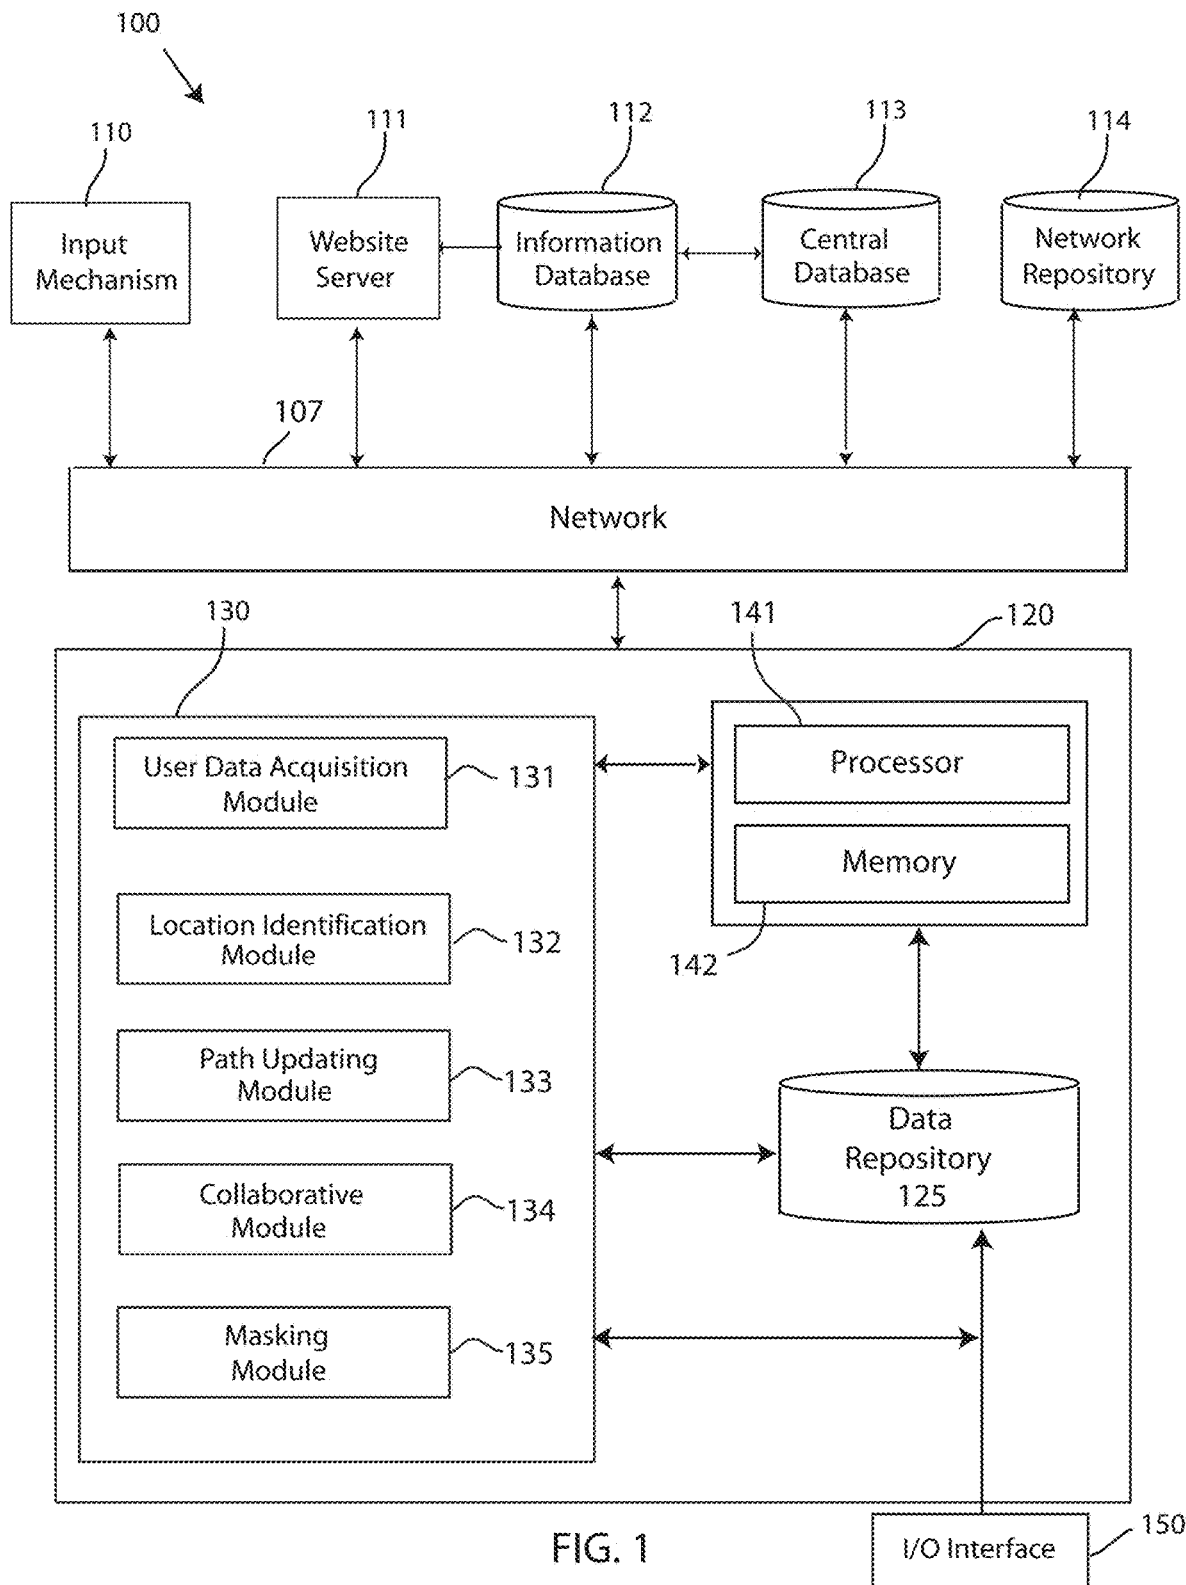 100
110
111
112
113
114
Input
Mechanism
Website
Server
Information
Database
Central
Database
Network
Repository
107
Network
130
141
120
User Data Acquisition
Module
131
Processor
Memory
Location Identification
Module
132
142
Path Updating
Module
133
Data
Repository
125
Collaborative
Module
134
Masking
Module
135
FIG. 1
I/O Interface
150